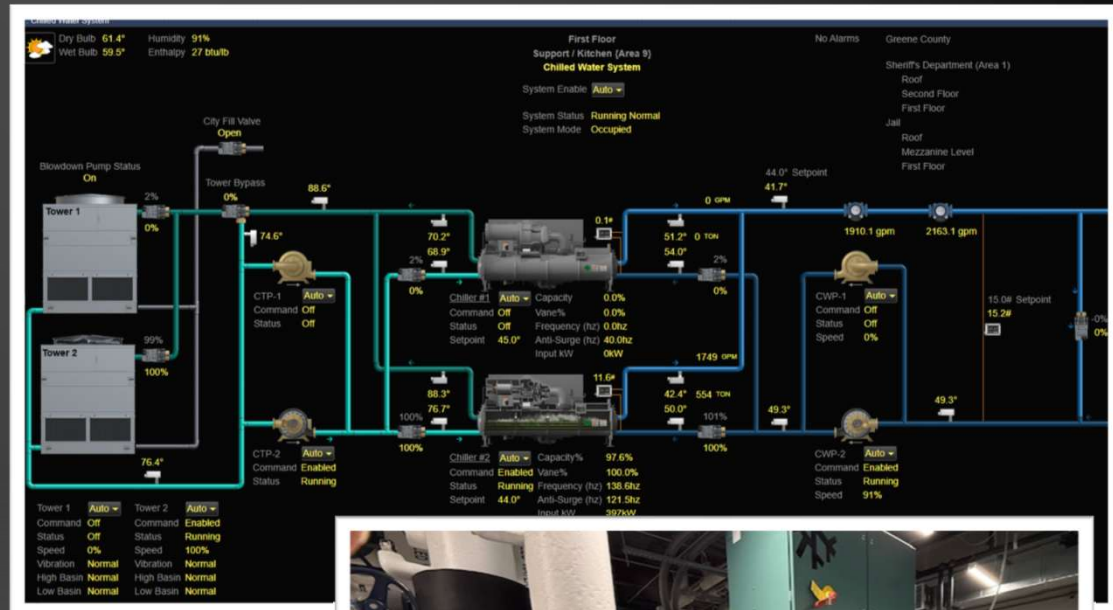 Chilled Water System
Dry Bulb 61.4° Humidity 91%
Wet Bulb 59.5° Enthalpy 27 btu/lb
First Floor
Support / Kitchen {Area 9}
Chilled Water System
System Enable Auto
System Status Running Normal
System Mode Occupied
No Alarms
Greene County
Sheriff's Department (Area 1)
Roof
Second Floor
First Floor
Jail
Roof
Mezzanine Level
First Floor
City Fill Valve
Open
Blowdown Pump Status
On
Tower Bypass
0%
Tower 1
2%
0%
88.6°
74.6°
70.2°
68.9°
2%
0%
0.1#
0 GPM
51.2° 0 TON
54.0°
2%
0%
44.0° Setpoint
41.7°
1910.1 gpm
2163.1 gpm
CTP-1 Auto
Command Off
Status Off
Chiller #1 Auto Capacity 0.0%
Command Off Vane% 0.0%
Status Off Frequency (hz) 0.0hz
Setpoint 45.0° Anti-Surge (hz) 40.0hz
Input kW 0kW
CWP-1 Auto
Command Off
Status Off
Speed 0%
15.0# Setpoint
15.2#
-0%
0%
Tower 2
99%
100%
76.4°
88.3°
76.7°
100%
100%
11.6#
1749 GPM
42.4° 554 TON
50.0°
101%
100%
49.3°
49.3°
CTP-2 Auto
Command Enabled
Status Running
Chiller #2 Auto Capacity% 97.6%
Command Enabled Vane% 100.0%
Status Running Frequency (hz) 138.6hz
Setpoint 44.0° Anti-Surge (hz) 121.5hz
Input kW 397kW
CWP-2 Auto
Command Enabled
Status Running
Speed 91%
Tower 1 Auto Tower 2 Auto
Command Off Command Enabled
Status Off Status Running
Speed 0% Speed 100%
Vibration Normal Vibration Normal
High Basin Normal High Basin Normal
Low Basin Normal Low Basin Normal